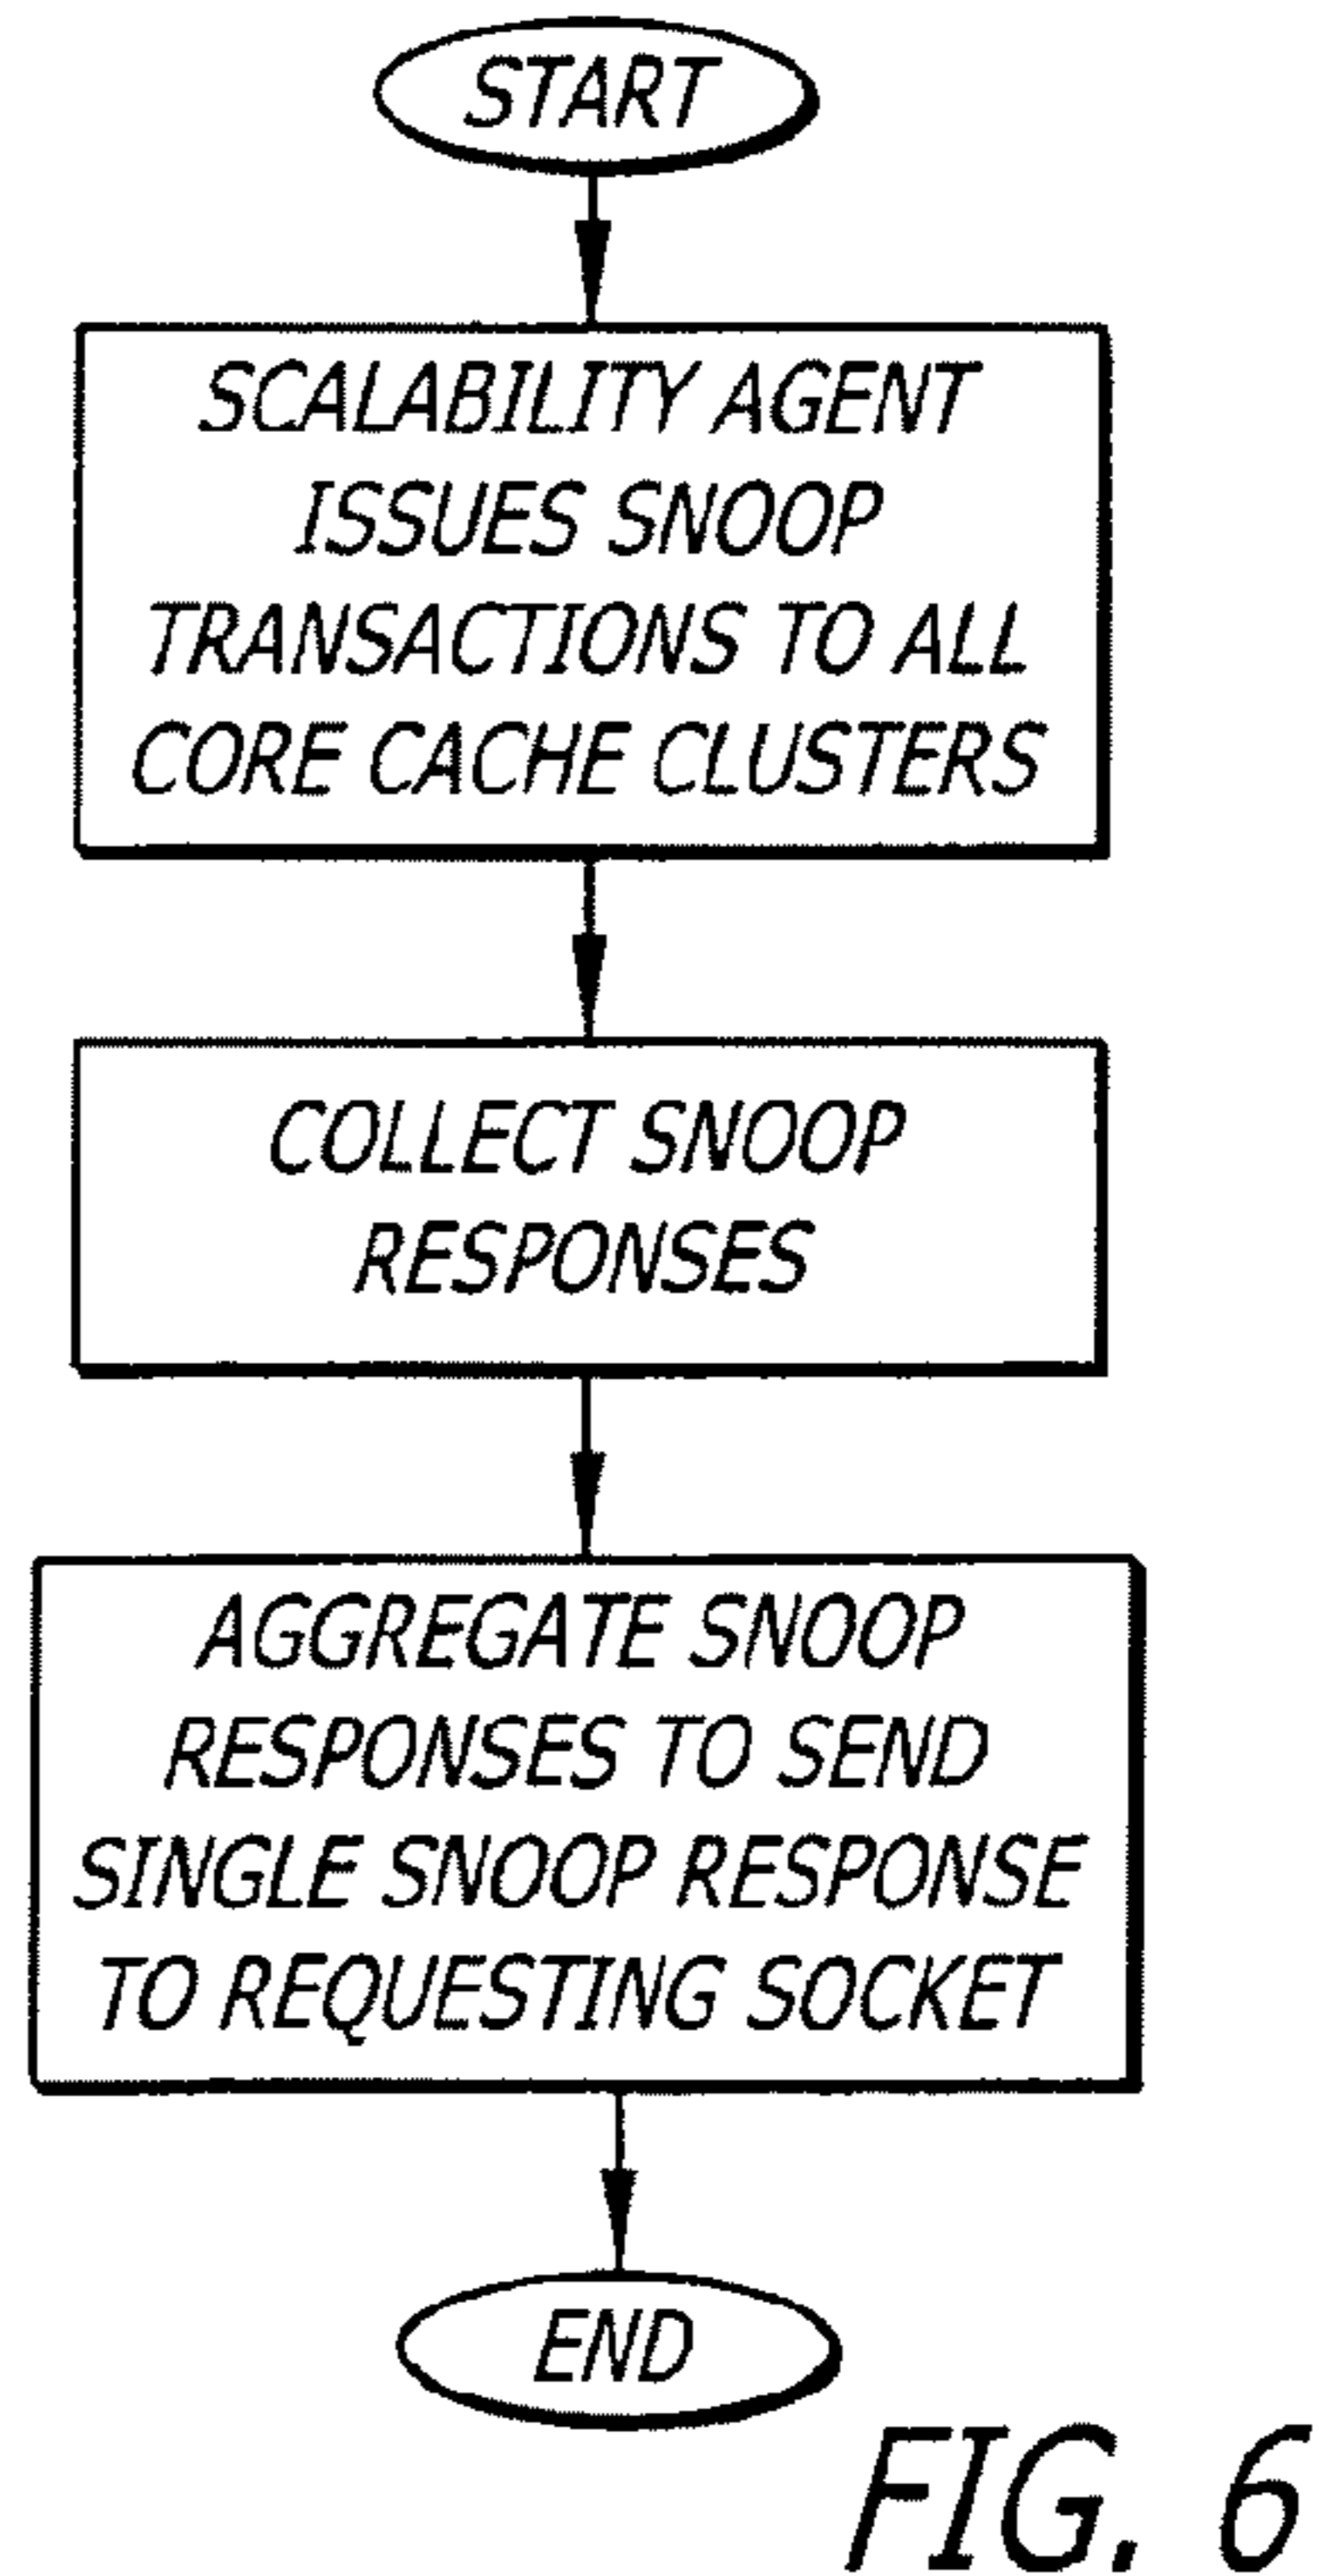 START
SCALABILITY AGENT
ISSUES SNOOP
TRANSACTIONS TO ALL
CORE CACHE CLUSTERS
COLLECT SNOOP
RESPONSES
AGGREGATE SNOOP
RESPONSES TO SEND
SINGLE SNOOP RESPONSE
TO REQUESTING SOCKET
END
FIG. 6